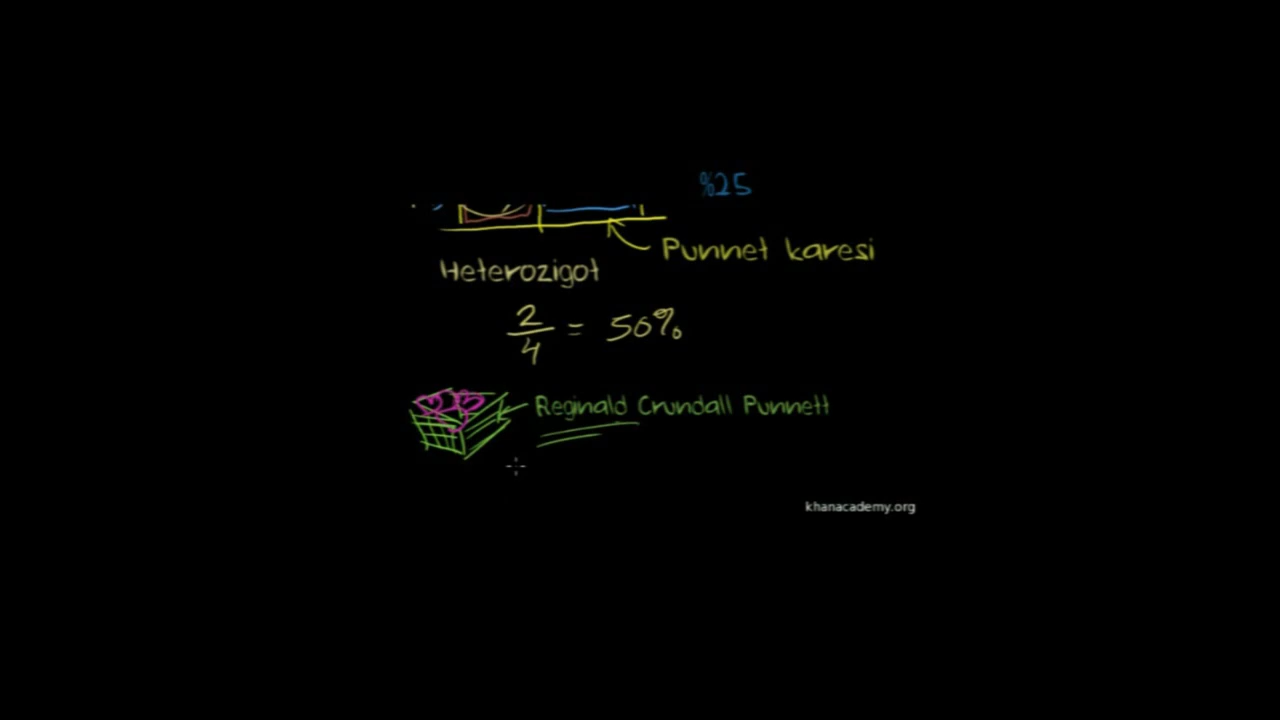 %25
Punnet karesi
Heterozigot
2/4 = 50%
Reginald Crundall Punnett
khanacademy.org